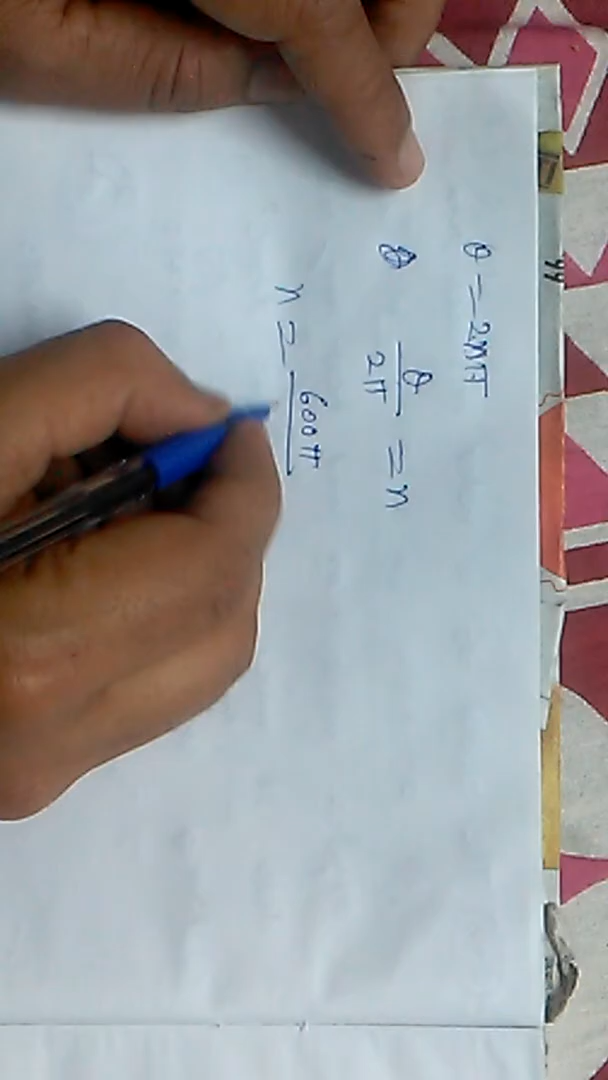 θ = 2nπ
θ/2π = n
n = 600π